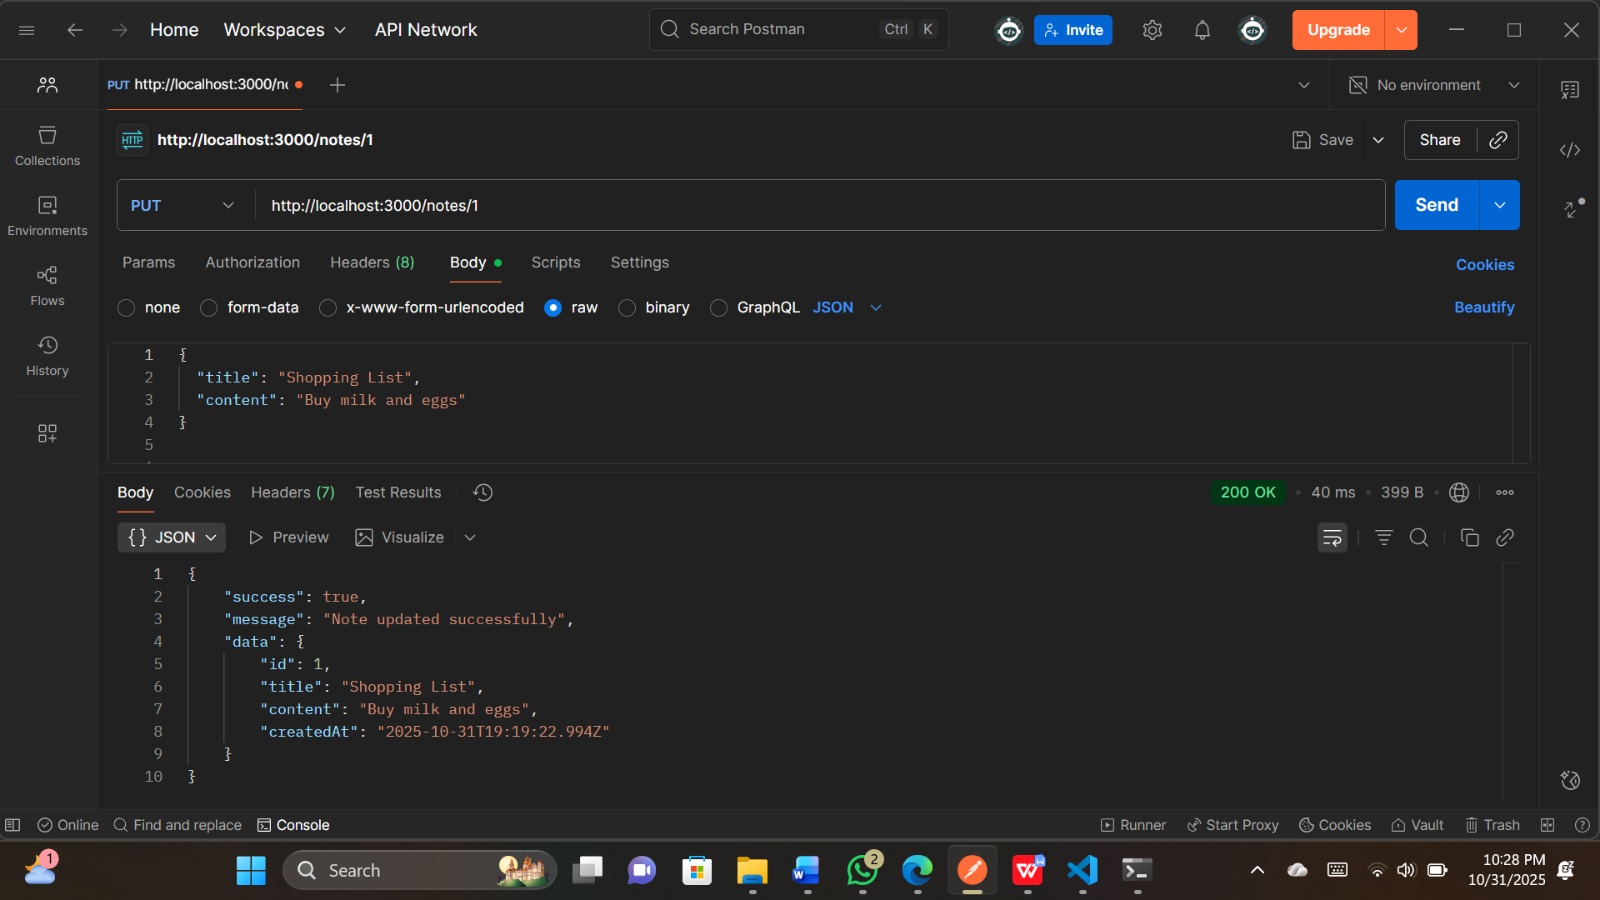 Home Workspaces API Network Search Postman Ctrl K Invite Upgrade
PUT http://localhost:3000/n No environment
HTTP http://localhost:3000/notes/1 Save Share
Collections
PUT http://localhost:3000/notes/1 Send
Environments
Params Authorization Headers (8) Body Scripts Settings Cookies
Flows
none form-data x-www-form-urlencoded raw binary GraphQL JSON Beautify
History
1 {
2 "title": "Shopping List",
3 "content": "Buy milk and eggs"
4 }
5
Body Cookies Headers (7) Test Results 200 OK • 40 ms • 399 B
{} JSON Preview Visualize
1 {
2 "success": true,
3 "message": "Note updated successfully",
4 "data": {
5 "id": 1,
6 "title": "Shopping List",
7 "content": "Buy milk and eggs",
8 "createdAt": "2025-10-31T19:19:22.994Z"
9 }
10 }
Online Find and replace Console Runner Start Proxy Cookies Vault Trash
1 Search 2 10:28 PM
10/31/2025